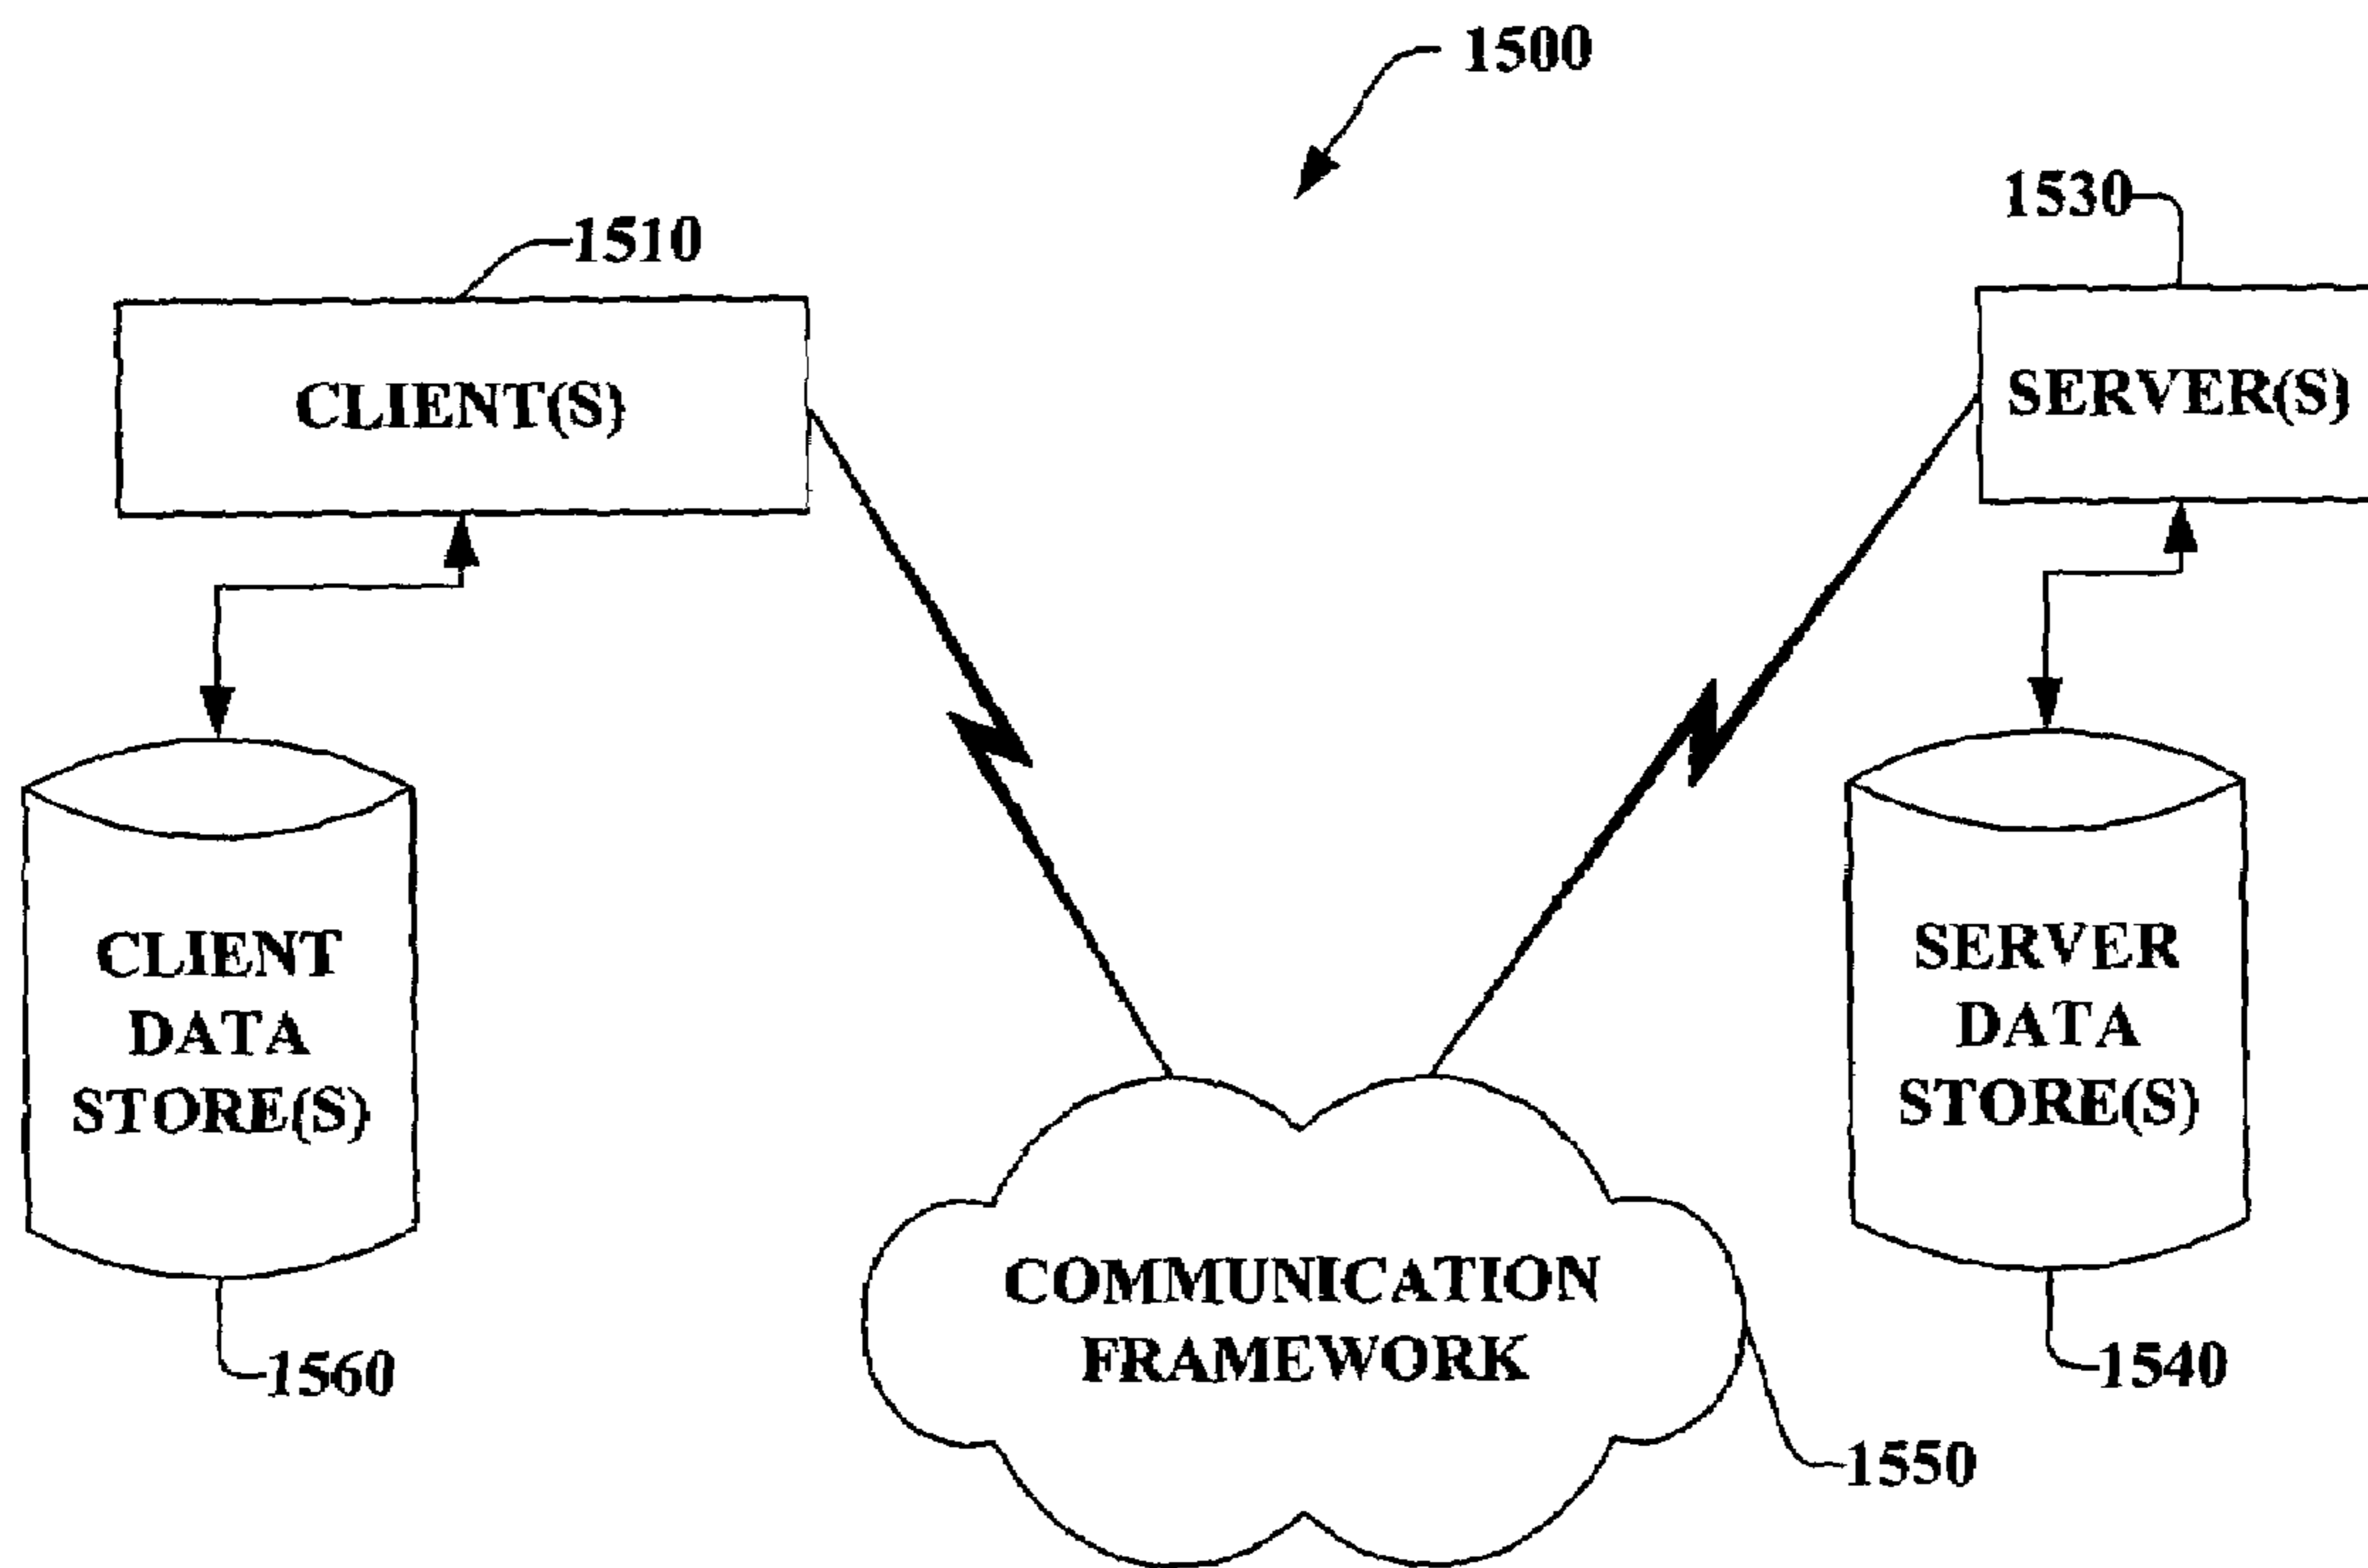 1500
1530
1510
CLIENT(S)
SERVER(S)
CLIENT
DATA
STORE(S)
SERVER
DATA
STORE(S)
COMMUNICATION
FRAMEWORK
1560
1540
1550